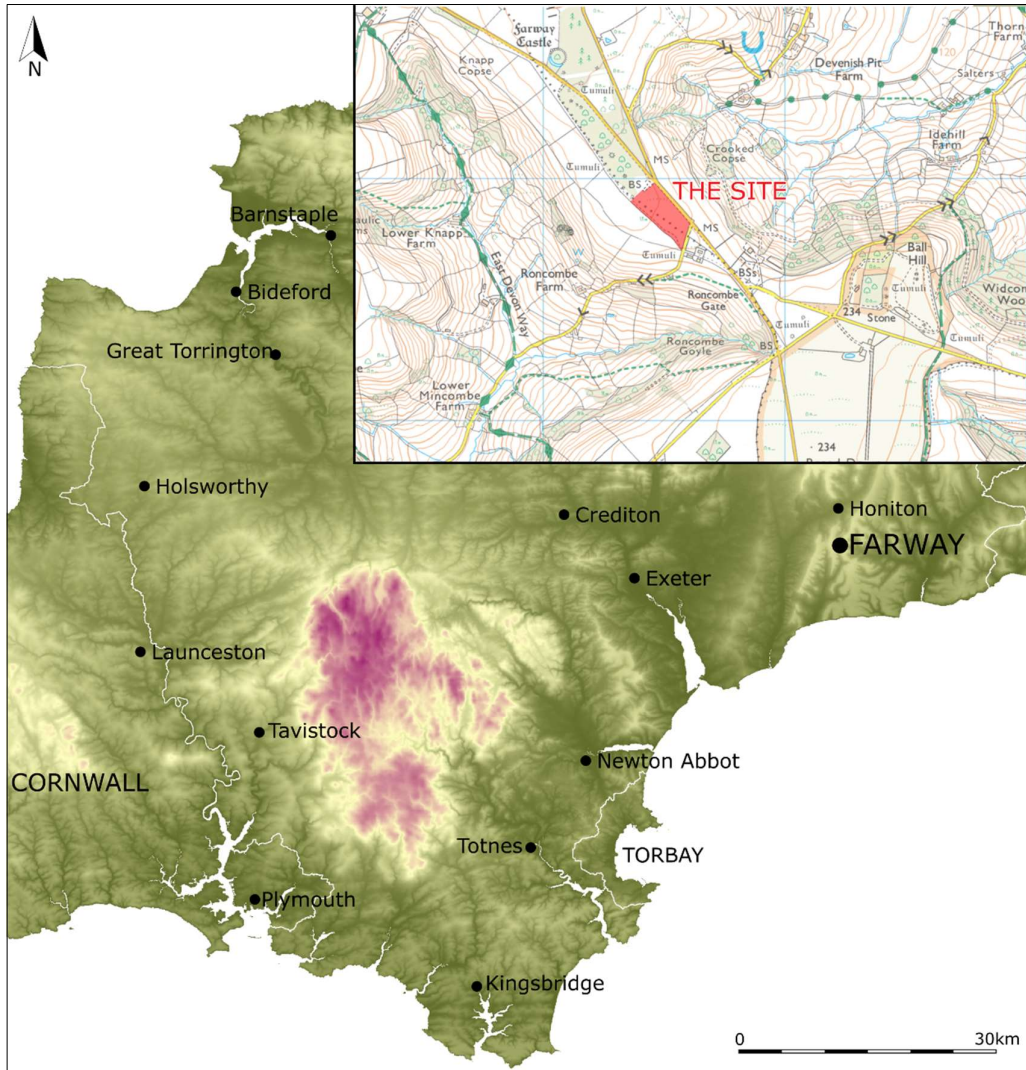 N
Farway
Castle
Knapp
Copse
Tumuli
Devenish Pit
Farm
Thorn
Farm
120
Salters
Idehill
Farm
Crooked
Copse
MS
Tumuli
BS
THE SITE
MS
Lower Knapp
Farm
Tumuli
East Devon Way
Roncombe
Farm
W
BSs
Roncombe
Gate
Ball
Hill
Tumuli
234
Stone
Tumuli
Tumuli
Roncombe
Goyle
BS
Lower
Mincombe
Farm
234
Barnstaple
Bideford
Great Torrington
Holsworthy
Crediton
Honiton
FARWAY
Exeter
Launceston
Tavistock
Newton Abbot
CORNWALL
Totnes
TORBAY
Plymouth
Kingsbridge
0
30km